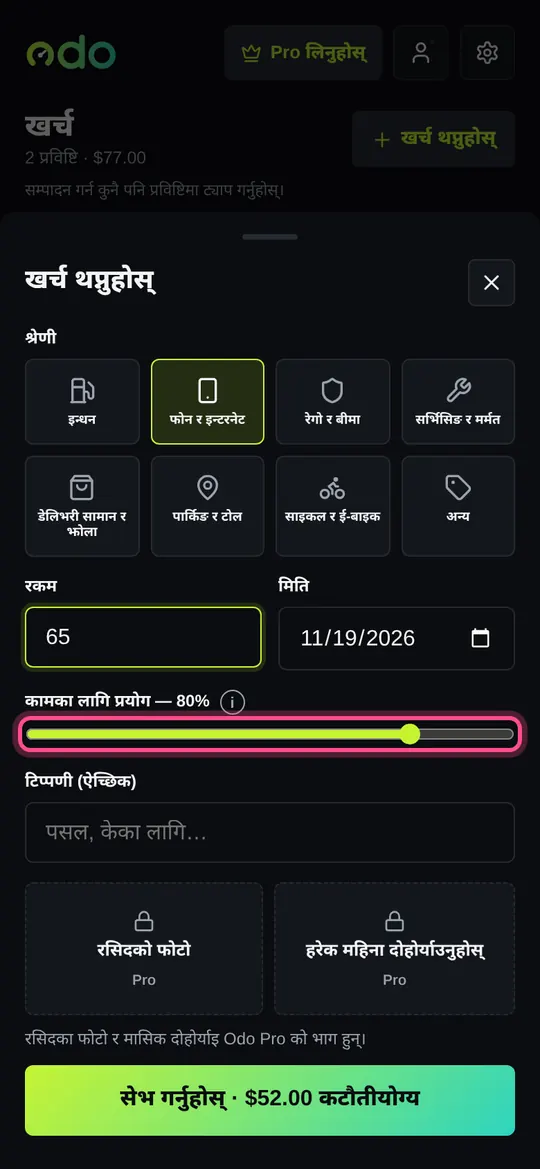 odo
Pro लिनुहोस्
खर्च
2 प्रविष्टि · $77.00
+ खर्च थप्नुहोस्
सम्पादन गर्न कुनै पनि प्रविष्टिमा ट्याप गर्नुहोस्।
खर्च थप्नुहोस्
श्रेणी
इन्धन
फोन र इन्टरनेट
रेगो र बीमा
सर्भिसिङ र मर्मत
डेलिभरी सामान र
झोला
पार्किङ र टोल
साइकल र ई-बाइक
अन्य
रकम
मिति
65
11/19/2026
कामका लागि प्रयोग — 80%
टिप्पणी (ऐच्छिक)
पसल, केका लागि…
रसिदको फोटो
Pro
हरेक महिना दोहोर्याउनुहोस्
Pro
रसिदका फोटो र मासिक दोहोर्याइ Odo Pro को भाग हुन्।
सेभ गर्नुहोस् · $52.00 कटौतीयोग्य